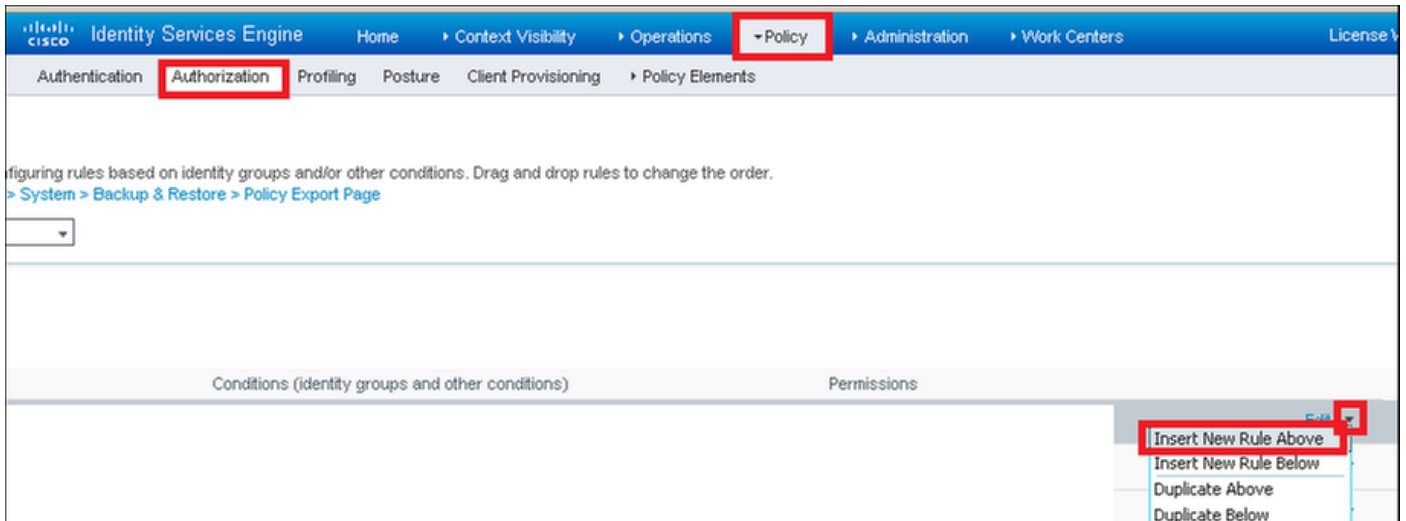 cisco Identity Services Engine Home Context Visibility Operations Policy Administration Work Centers License
Authentication Authorization Profiling Posture Client Provisioning Policy Elements
figuring rules based on identity groups and/or other conditions. Drag and drop rules to change the order.
> System > Backup & Restore > Policy Export Page
Conditions (identity groups and other conditions) Permissions
Edit
Insert New Rule Above
Insert New Rule Below
Duplicate Above
Duplicate Below